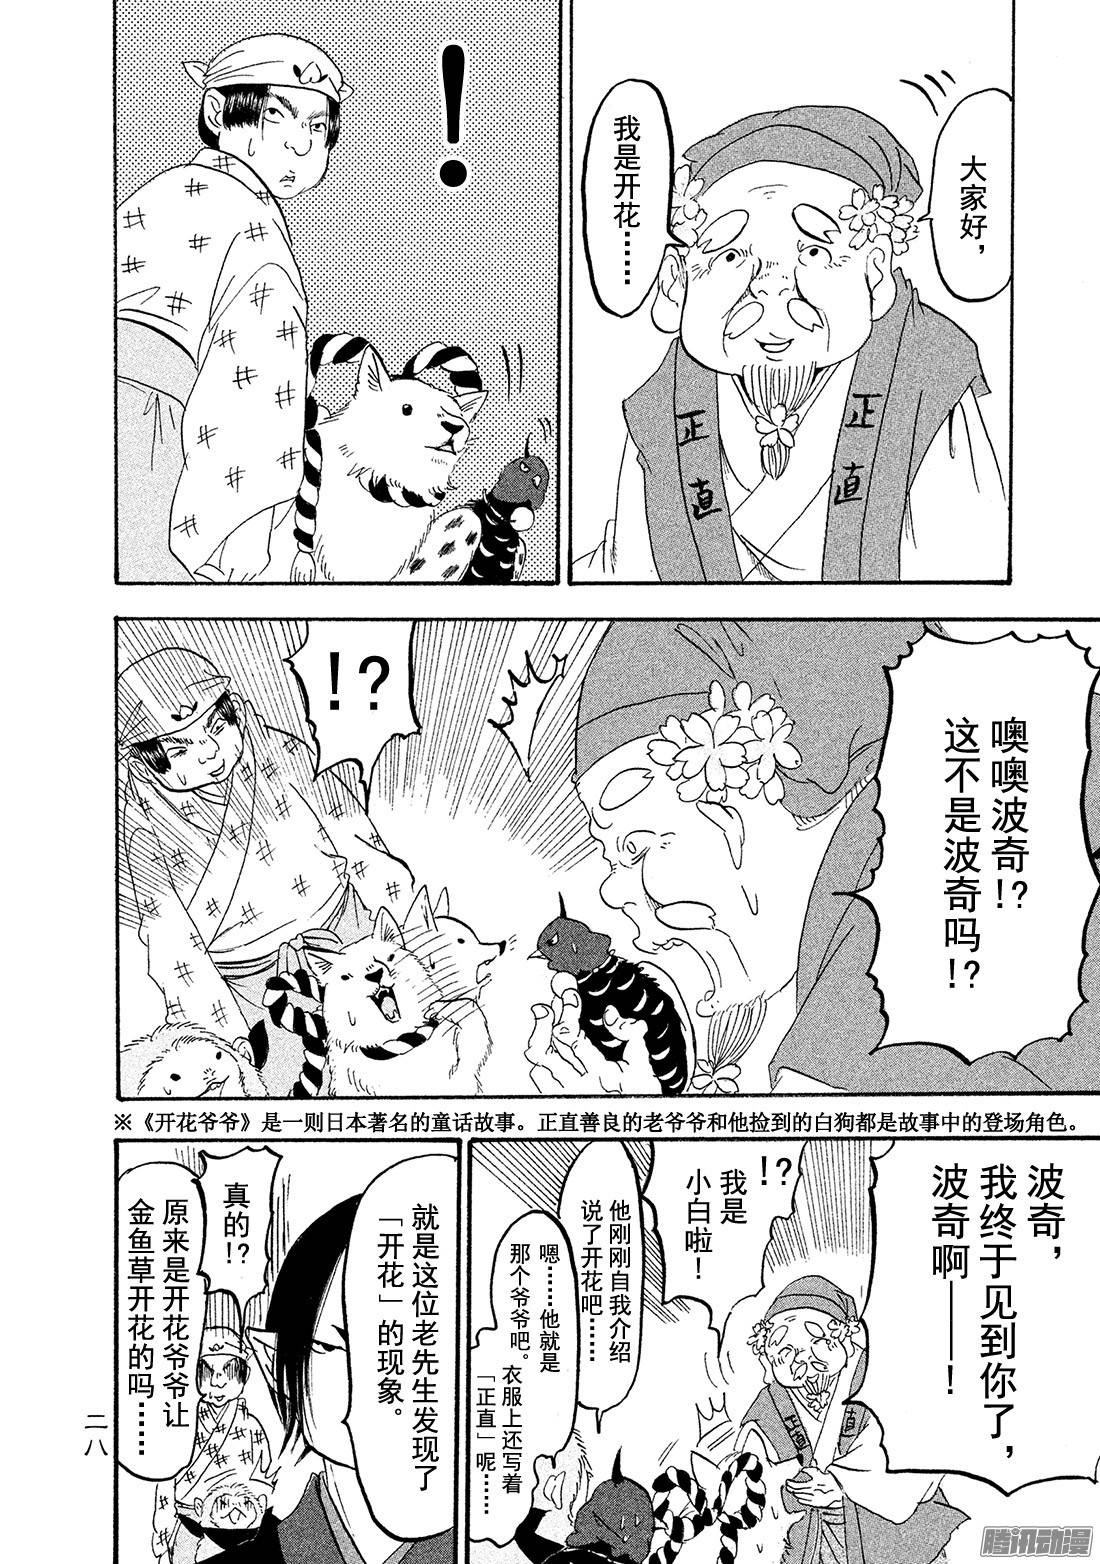 大家好，
我是开花……
正直
正直
！
噢噢波奇!?
这不是波奇吗!?
!?
※《开花爷爷》是一则日本著名的童话故事。正直善良的老爷爷和他捡到的白狗都是故事中的登场角色。
波奇，
我终于见到你了，
波奇啊——！
!?
我是
小白啦！
他刚刚自我介绍
说了开花吧……
嗯……他就是
那个爷爷吧。衣服上还写着
「正直」呢……
正直
直
就是这位老先生发现了
「开花」的现象。
真的!?
原来是开花爷爷让
金鱼草开花的吗……
二八
腾讯动漫